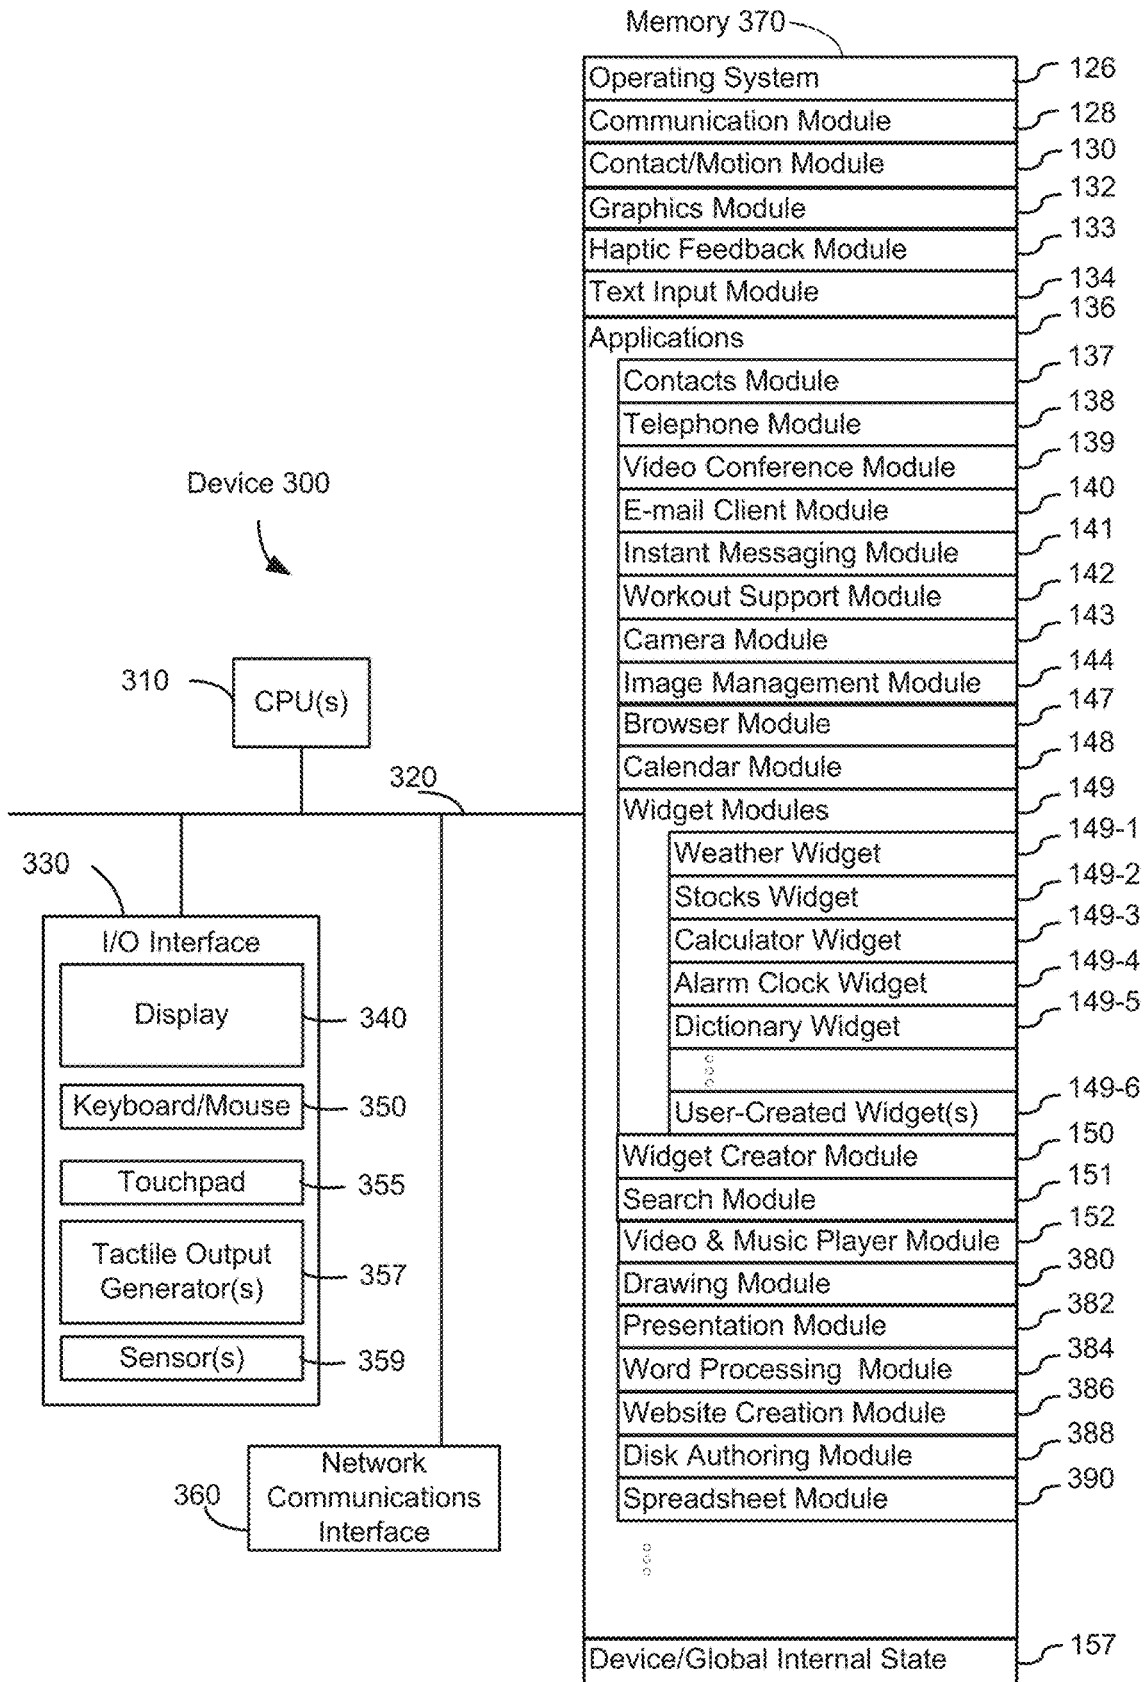 Memory 370
Operating System 126
Communication Module 128
Contact/Motion Module 130
Graphics Module 132
Haptic Feedback Module 133
Text Input Module 134
Applications 136
Contacts Module 137
Telephone Module 138
Video Conference Module 139
E-mail Client Module 140
Instant Messaging Module 141
Workout Support Module 142
Camera Module 143
Image Management Module 144
Browser Module 147
Calendar Module 148
Widget Modules 149
Weather Widget 149-1
Stocks Widget 149-2
Calculator Widget 149-3
Alarm Clock Widget 149-4
Dictionary Widget 149-5
User-Created Widget(s) 149-6
Widget Creator Module 150
Search Module 151
Video & Music Player Module 152
Drawing Module 380
Presentation Module 382
Word Processing Module 384
Website Creation Module 386
Disk Authoring Module 388
Spreadsheet Module 390
Device/Global Internal State 157
Device 300
310
CPU(s)
320
330
I/O Interface
Display 340
Keyboard/Mouse 350
Touchpad 355
Tactile Output
Generator(s) 357
Sensor(s) 359
360
Network
Communications
Interface